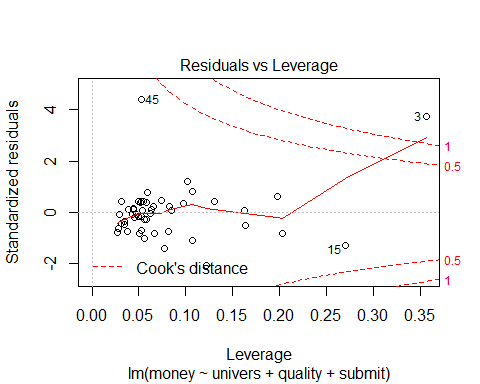 Residuals vs Leverage
Standardized residuals
4
2
0
-2
45
3
15
1
0.5
0.5
1
Cook's distance
0.00 0.05 0.10 0.15 0.20 0.25 0.30 0.35
Leverage
lm(money ~ univers + quality + submit)